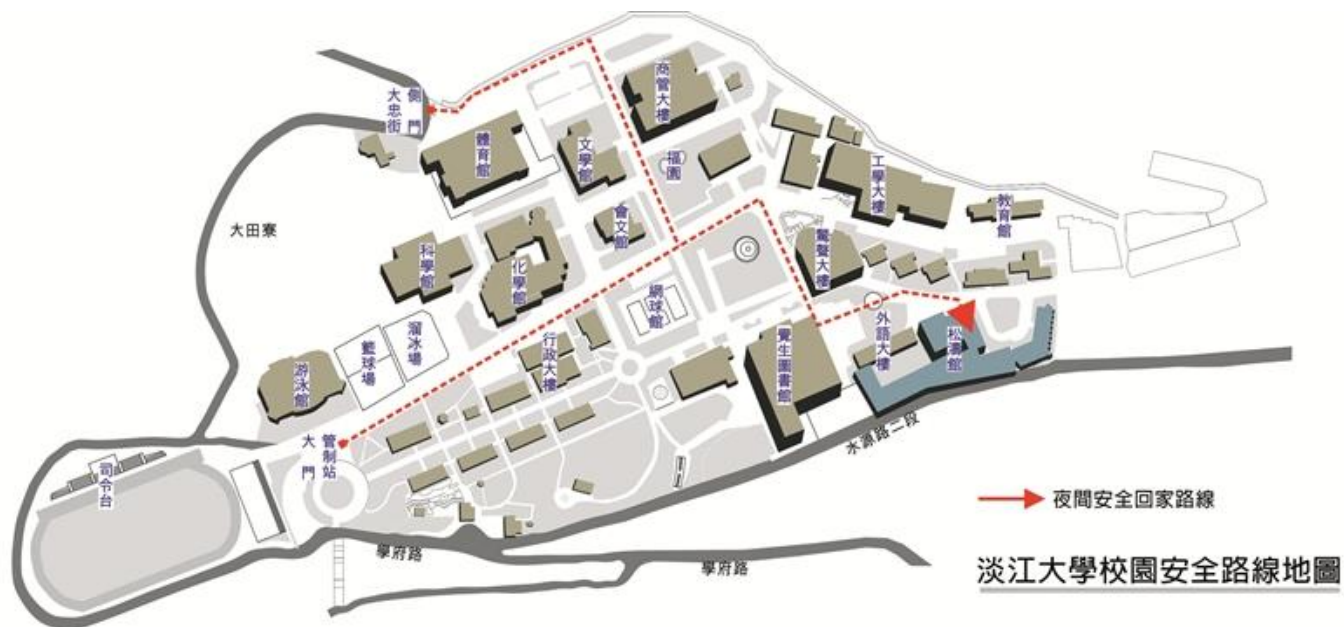 側門
大忠街
商管大樓
體育館
文學館
福園
工學大樓
教育館
大田寮
會文館
驚聲大樓
科學館
化學館
網球館
溜冰場
籃球場
行政大樓
外語大樓
松濤館
游泳館
覺生圖書館
管制站
大門
水源路二段
司令台
夜間安全回家路線
學府路
學府路
淡江大學校園安全路線地圖